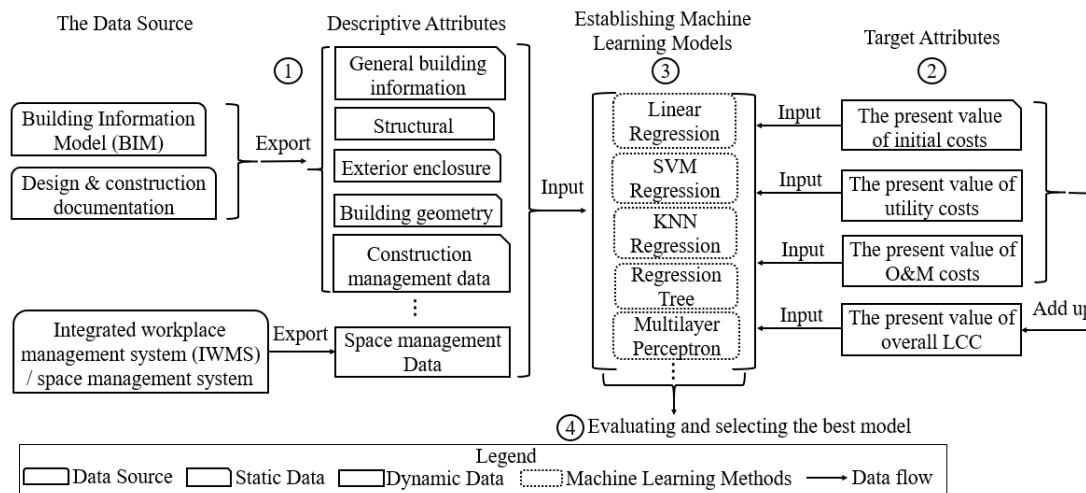 The Data Source
Building Information
Model (BIM)
Design & construction
documentation
Integrated workplace
management system (IWMS)
/ space management system
Export
Export
Descriptive Attributes
1
General building
information
Structural
Exterior enclosure
Building geometry
Construction
management data
Space management
Data
Input
Establishing Machine
Learning Models
3
Linear
Regression
SVM
Regression
KNN
Regression
Regression
Tree
Multilayer
Perceptron
Target Attributes
2
Input
The present value
of initial costs
Input
The present value of
utility costs
Input
The present value of
O&M costs
Input
The present value of
overall LCC
Add up
4 Evaluating and selecting the best model
Legend
Data Source
Static Data
Dynamic Data
Machine Learning Methods
Data flow